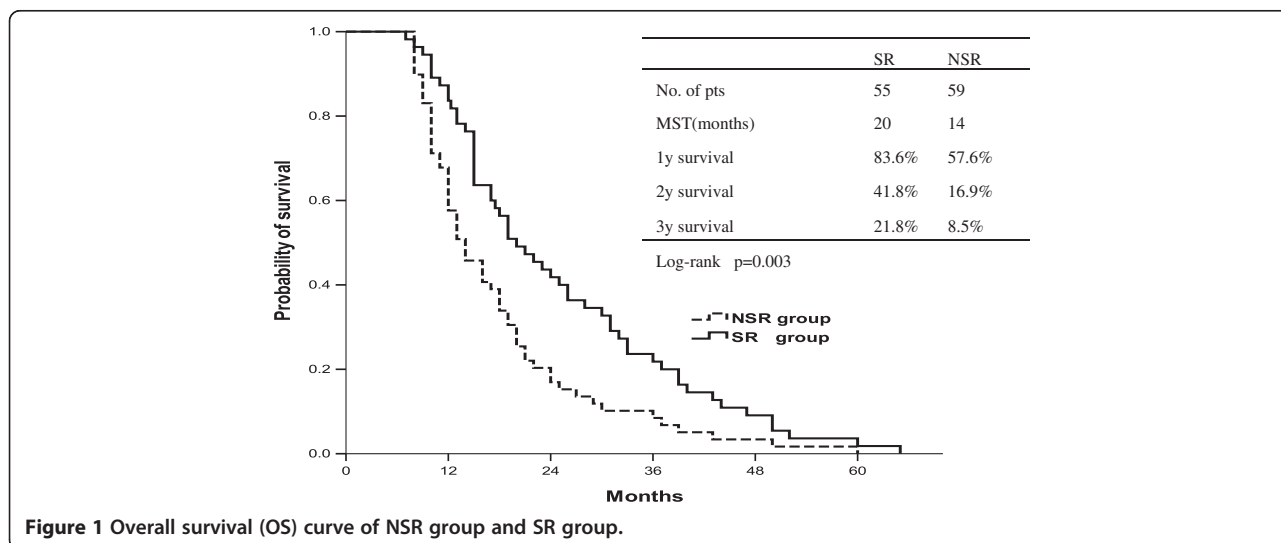 1.0
0.8
0.6
0.4
0.2
0.0
Probability of survival
0 12 24 36 48 60
Months
SR NSR
No. of pts 55 59
MST(months) 20 14
1y survival 83.6% 57.6%
2y survival 41.8% 16.9%
3y survival 21.8% 8.5%
Log-rank p=0.003
NSR group
SR group
Figure 1 Overall survival (OS) curve of NSR group and SR group.